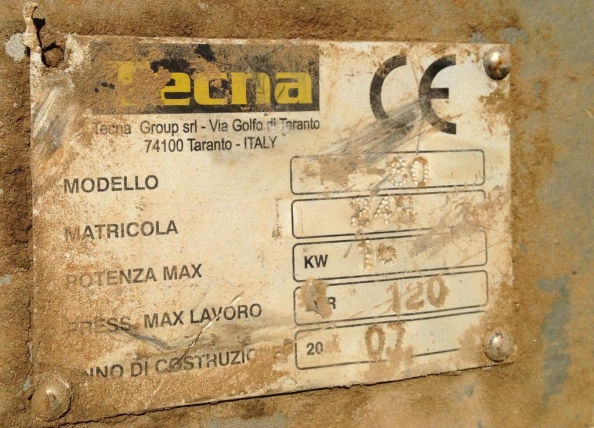 Tecna
CE
Tecna Group srl - Via Golfo di Taranto
74100 Taranto - ITALY
MODELLO
MATRICOLA
POTENZA MAX KW
PRESS. MAX LAVORO 120
ANNO DI COSTRUZIO 20 07